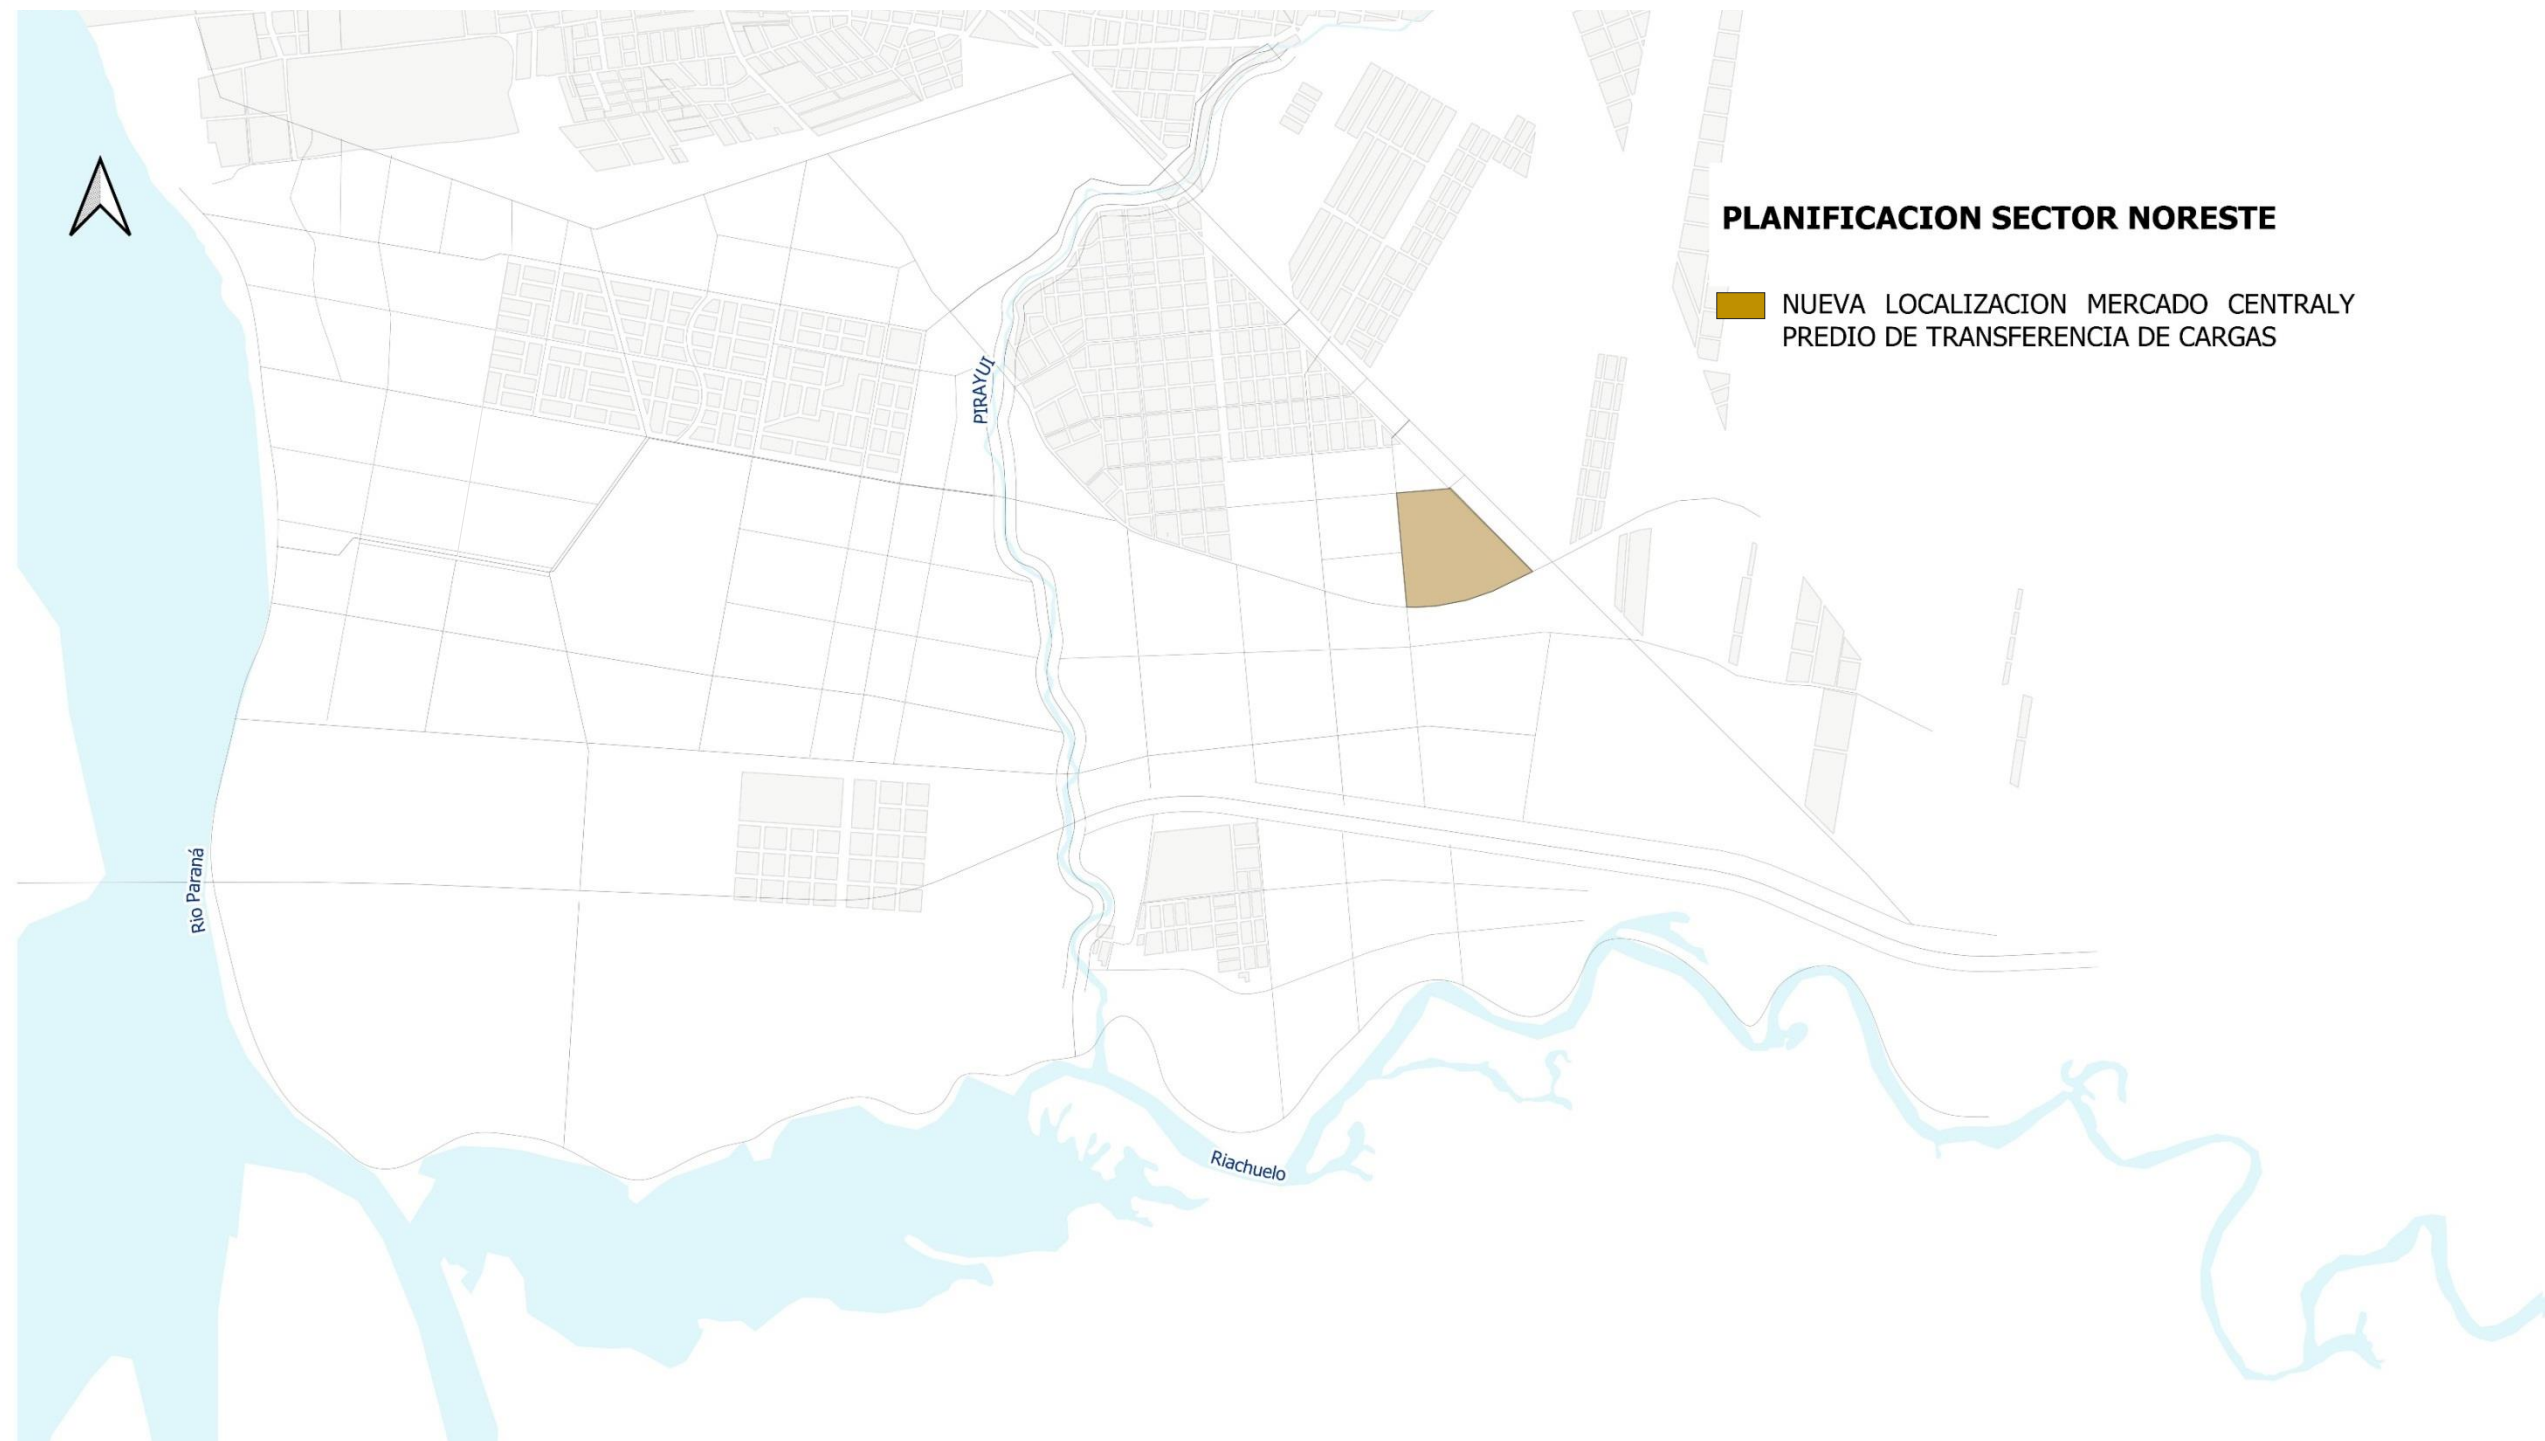 PLANIFICACION SECTOR NORESTE
NUEVA LOCALIZACION MERCADO CENTRALY
PREDIO DE TRANSFERENCIA DE CARGAS
PIRAYUI
Rio Paraná
Riachuelo